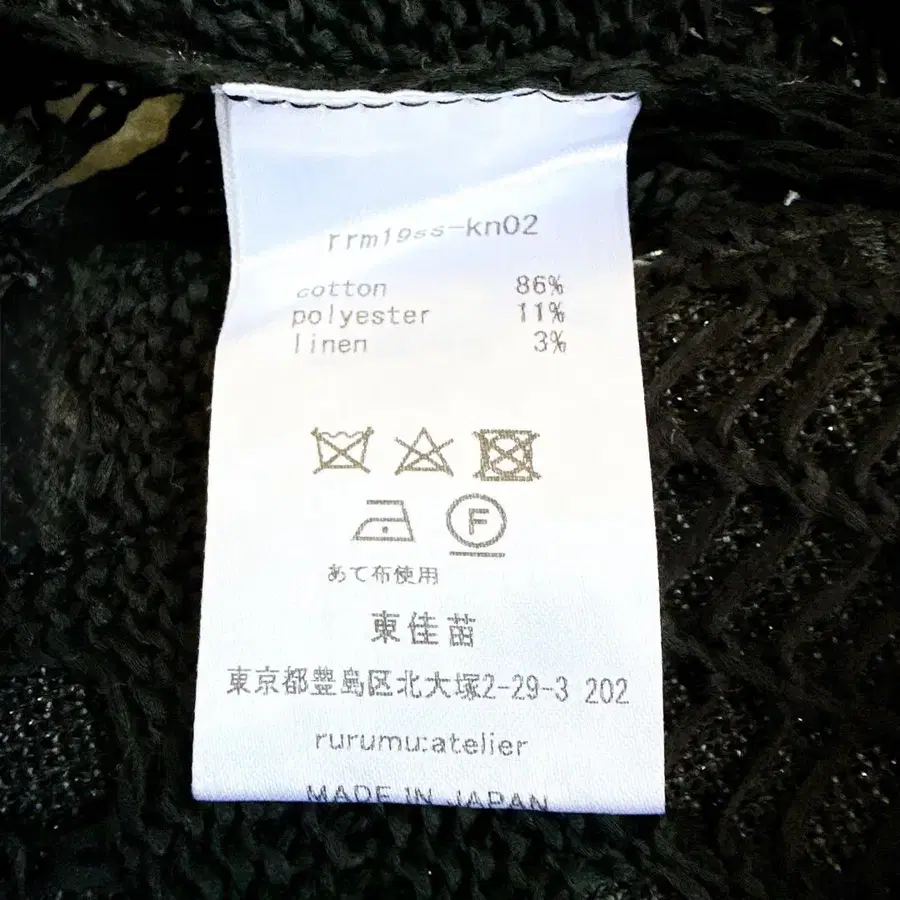 rrm19ss-kn02
cotton 86%
polyester 11%
linen 3%
F
あて布使用
東佳苗
東京都豊島区北大塚2-29-3 202
rurumu:atelier
MADE IN JAPAN